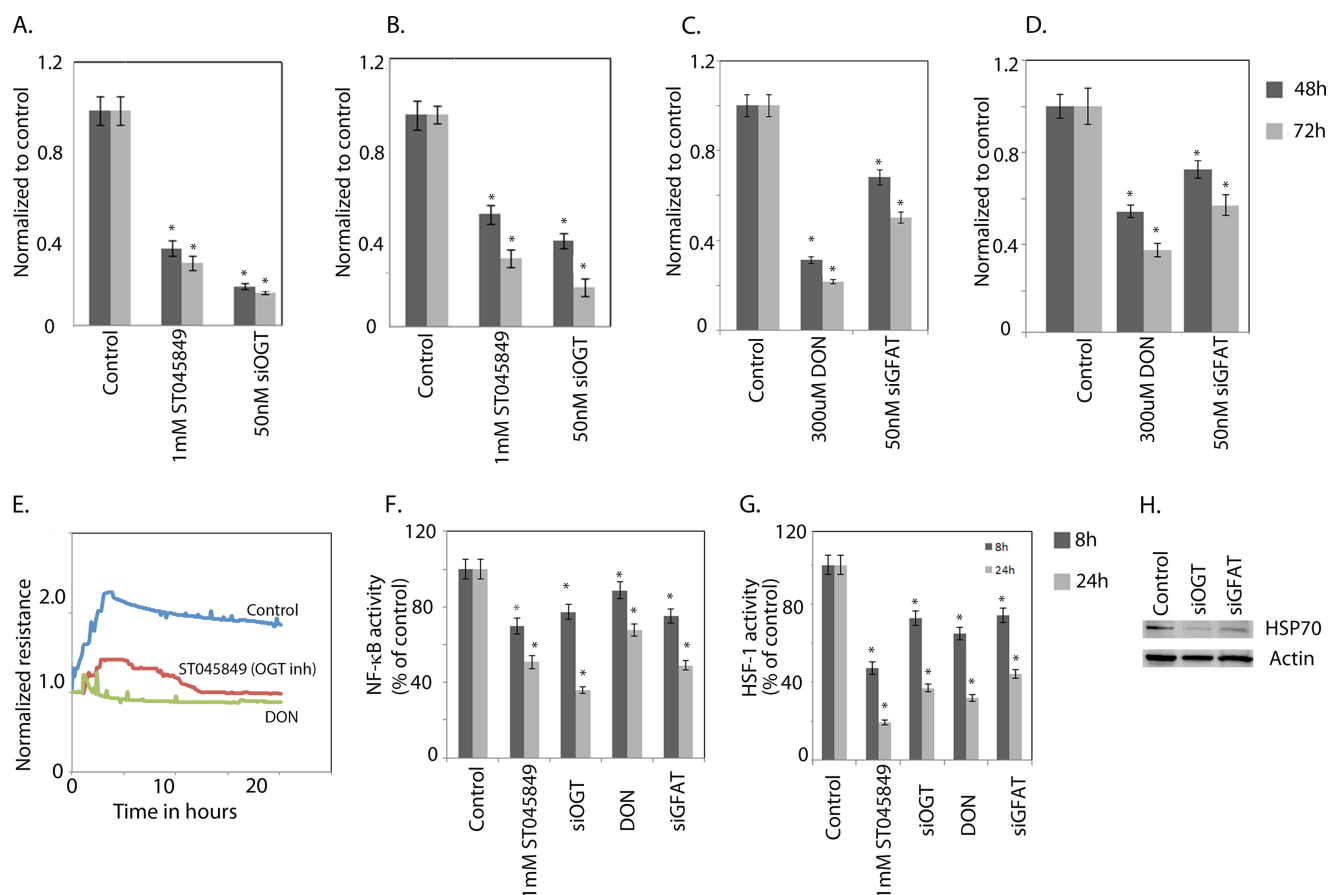 A.
Normalized to control
1.2
0.8
0.4
0
* * * *
Control
1mM ST045849
50nM siOGT
B.
Normalized to control
1.2
0.8
0.4
0
* * * *
Control
1mM ST045849
50nM siOGT
C.
Normalized to control
1.2
0.8
0.4
0
* * * *
Control
300uM DON
50nM siGFAT
D.
Normalized to control
1.2
0.8
0.4
0
* * * *
Control
300uM DON
50nM siGFAT
48h
72h
E.
Normalized resistance
2.0
1.0
0
0 10 20
Time in hours
Control
ST045849 (OGT inh)
DON
F.
NF-κB activity
(% of control)
120
80
40
0
* * * * * * * *
Control
1mM ST045849
siOGT
DON
siGFAT
G.
HSF-1 activity
(% of control)
120
80
40
0
8h
24h
* * * * * * * *
Control
1mM ST045849
siOGT
DON
siGFAT
8h
24h
H.
Control
siOGT
siGFAT
HSP70
Actin